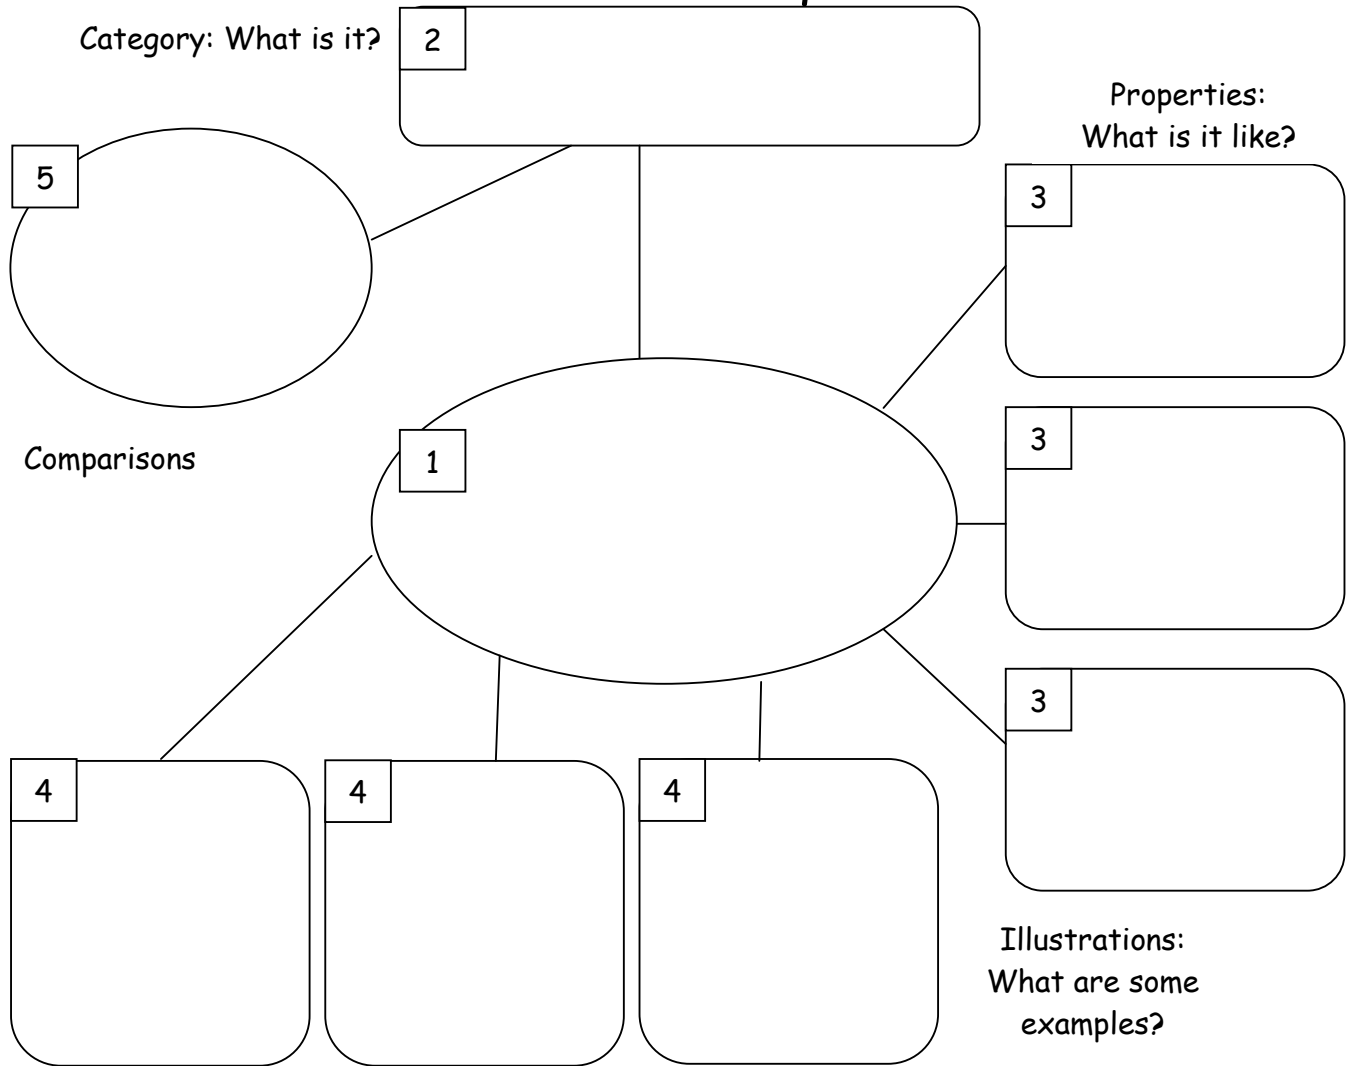 Category: What is it?
2
Properties:
What is it like?
5
3
3
Comparisons
1
3
4
4
4
Illustrations:
What are some
examples?